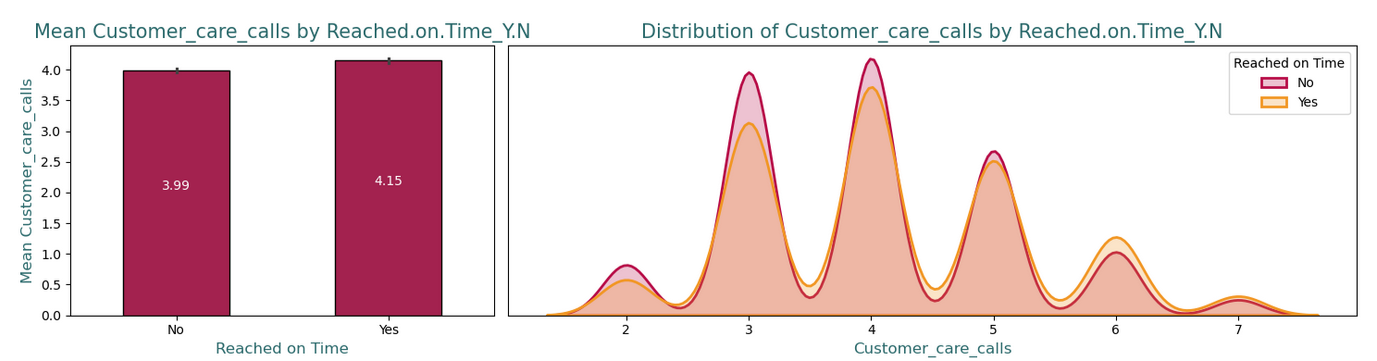 Mean Customer_care_calls by Reached.on.Time_Y.N
Mean Customer_care_calls
4.0
3.5
3.0
2.5
2.0
1.5
1.0
0.5
0.0
3.99
4.15
No
Yes
Reached on Time
Distribution of Customer_care_calls by Reached.on.Time_Y.N
Reached on Time
No
Yes
2 3 4 5 6 7
Customer_care_calls